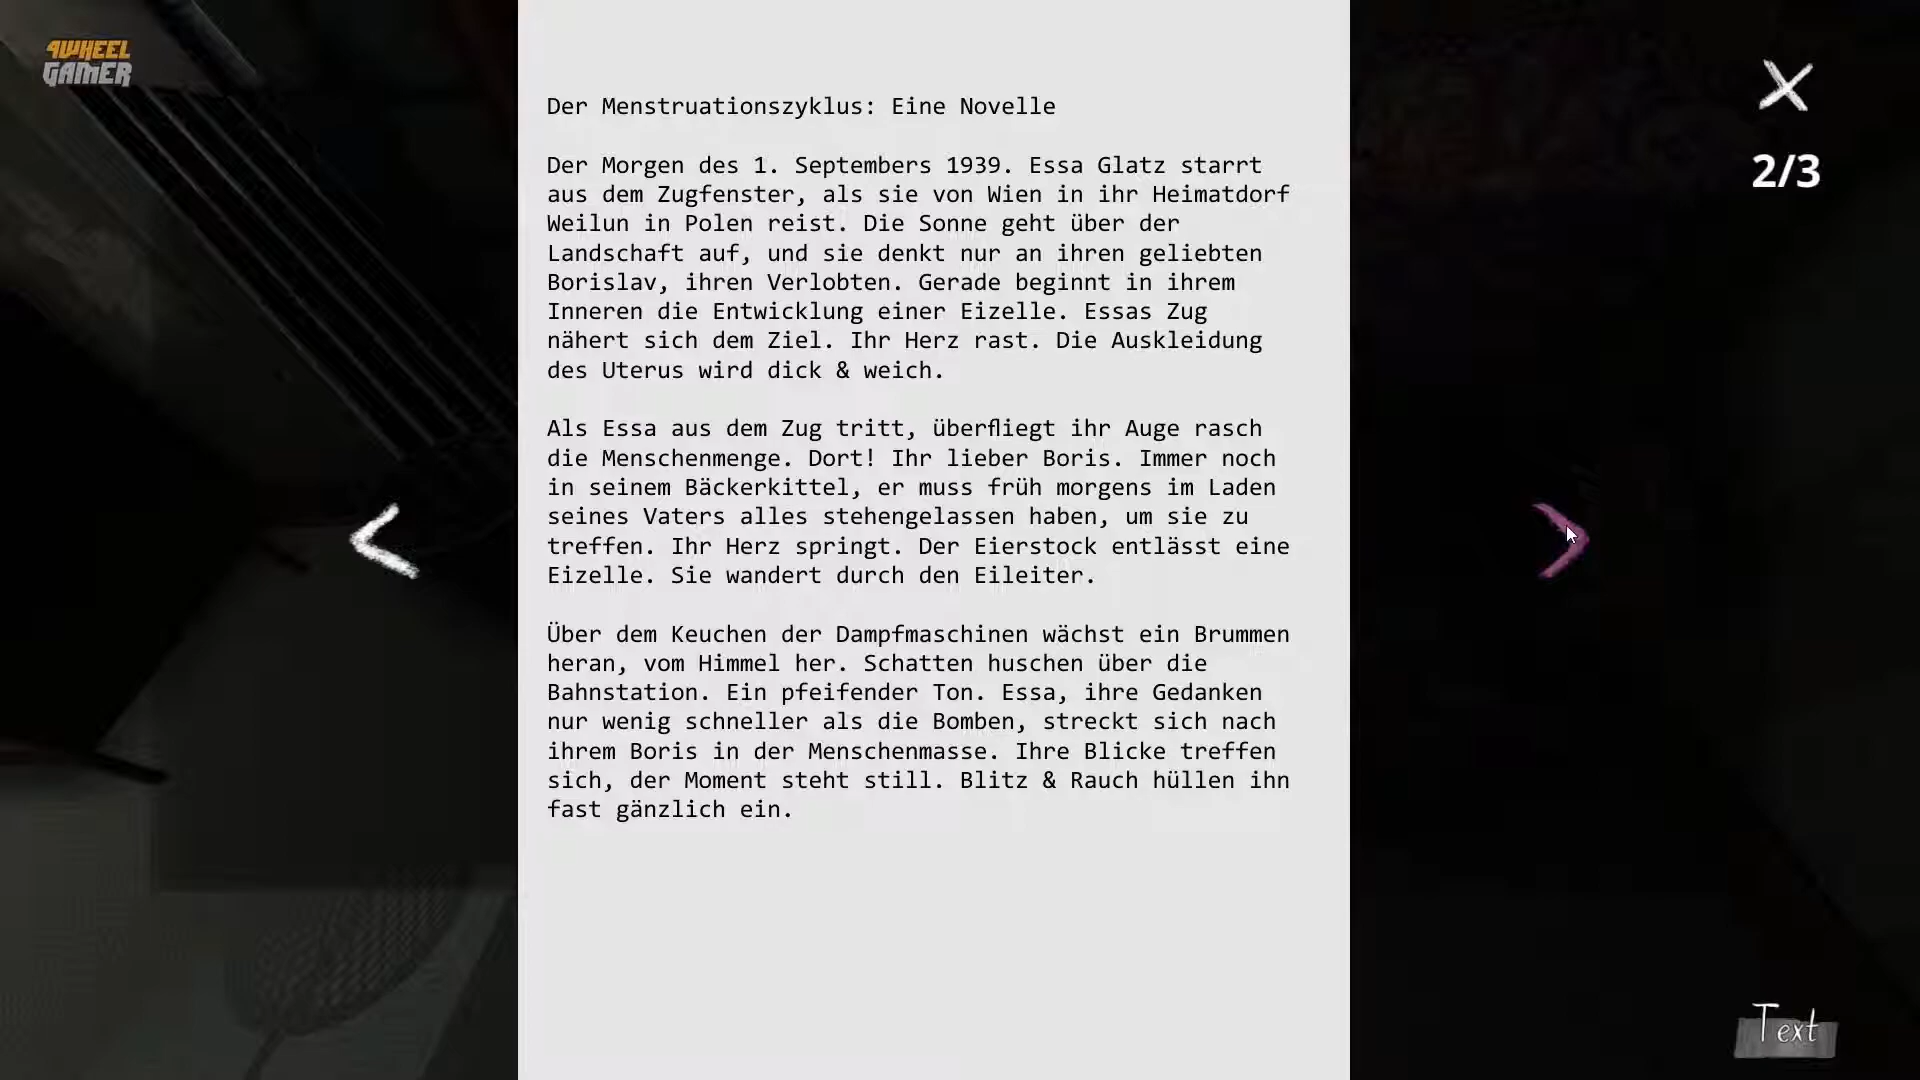 4WHEEL
GAMER
2/3
Der Menstruationszyklus: Eine Novelle
Der Morgen des 1. Septembers 1939. Essa Glatz starrt
aus dem Zugfenster, als sie von Wien in ihr Heimatdorf
Weilun in Polen reist. Die Sonne geht über der
Landschaft auf, und sie denkt nur an ihren geliebten
Borislav, ihren Verlobten. Gerade beginnt in ihrem
Inneren die Entwicklung einer Eizelle. Essas Zug
nähert sich dem Ziel. Ihr Herz rast. Die Auskleidung
des Uterus wird dick & weich.
Als Essa aus dem Zug tritt, überfliegt ihr Auge rasch
die Menschenmenge. Dort! Ihr lieber Boris. Immer noch
in seinem Bäckerkittel, er muss früh morgens im Laden
seines Vaters alles stehengelassen haben, um sie zu
treffen. Ihr Herz springt. Der Eierstock entlässt eine
Eizelle. Sie wandert durch den Eileiter.
Über dem Keuchen der Dampfmaschinen wächst ein Brummen
heran, vom Himmel her. Schatten huschen über die
Bahnstation. Ein pfeifender Ton. Essa, ihre Gedanken
nur wenig schneller als die Bomben, streckt sich nach
ihrem Boris in der Menschenmasse. Ihre Blicke treffen
sich, der Moment steht still. Blitz & Rauch hüllen ihn
fast gänzlich ein.
Text